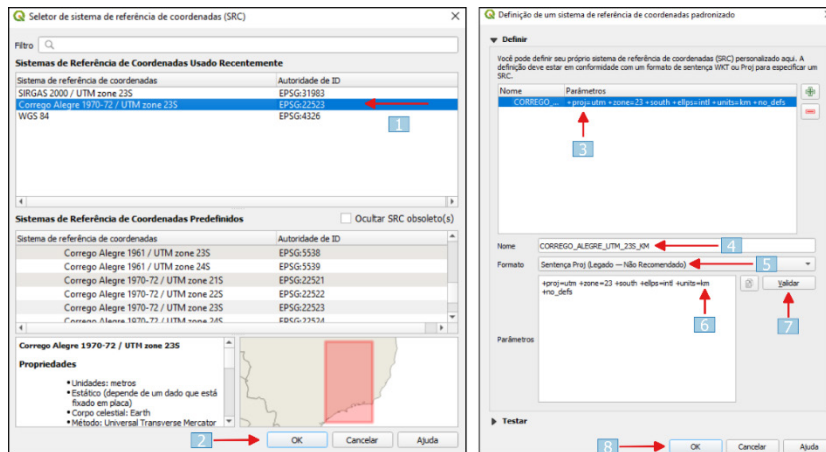 Seletor de sistema de referência de coordenadas (SRC)
Filtro
Sistemas de Referência de Coordenadas Usado Recentemente
Sistema de referência de coordenadas Autoridade de ID
SIRGAS 2000 / UTM zone 23S EPSG:31983
Corrego Alegre 1970-72 / UTM zone 23S EPSG:22523
1
WGS 84 EPSG:4326
Sistemas de Referência de Coordenadas Predefinidos Ocultar SRC obsoleto(s)
Sistema de referência de coordenadas Autoridade de ID
Corrego Alegre 1961 / UTM zone 23S EPSG:5538
Corrego Alegre 1961 / UTM zone 24S EPSG:5539
Corrego Alegre 1970-72 / UTM zone 21S EPSG:22521
Corrego Alegre 1970-72 / UTM zone 22S EPSG:22522
Corrego Alegre 1970-72 / UTM zone 23S EPSG:22523
Corrego Alegre 1970-72 / UTM zone 24S EPSG:22524
Corrego Alegre 1970-72 / UTM zone 23S
Propriedades
• Unidades: metros
• Estático (depende de um dado que está
fixado em placa)
• Corpo celestial: Earth
• Método: Universal Transverse Mercator
2
OK Cancelar Ajuda
Definição de um sistema de referência de coordenadas padronizado
Definir
Você pode definir seu próprio sistema de referência de coordenadas (SRC) personalizado aqui. A
definição deve estar em conformidade com um formato de sentença WKT ou Proj para especificar um
SRC.
Nome Parâmetros
CORREGO_... +proj=utm +zone=23 +south +ellps=intl +units=km +no_defs
3
Nome CORREGO_ALEGRE_UTM_23S_KM 4
Formato Sentença Proj (Legado — Não Recomendado) 5
+proj=utm +zone=23 +south +ellps=intl +units=km
+no_defs
Validar
6
7
Parâmetros
Testar
8
OK Cancelar Ajuda